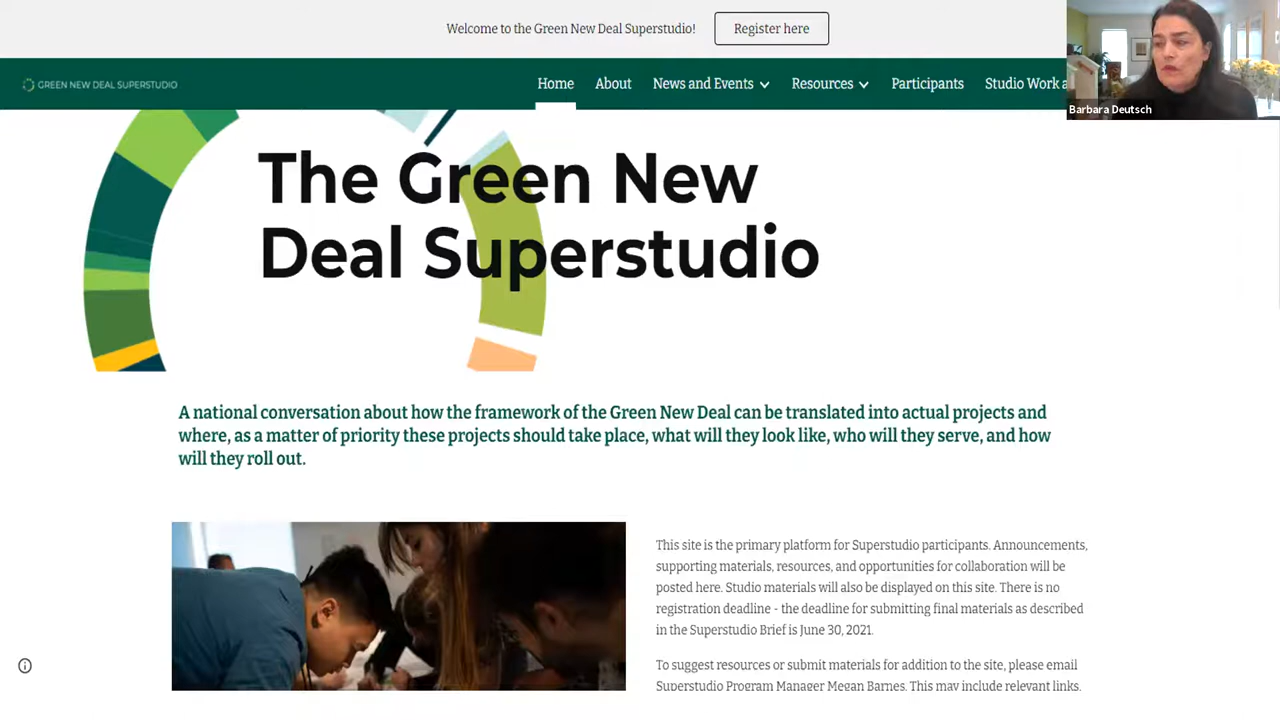 Welcome to the Green New Deal Superstudio!
Register here
GREEN NEW DEAL SUPERSTUDIO
Home
About
News and Events
Resources
Participants
Studio Work a
Barbara Deutsch
The Green New
Deal Superstudio
A national conversation about how the framework of the Green New Deal can be translated into actual projects and
where, as a matter of priority these projects should take place, what will they look like, who will they serve, and how
will they roll out.
This site is the primary platform for Superstudio participants. Announcements,
supporting materials, resources, and opportunities for collaboration will be
posted here. Studio materials will also be displayed on this site. There is no
registration deadline - the deadline for submitting final materials as described
in the Superstudio Brief is June 30, 2021.
To suggest resources or submit materials for addition to the site, please email
Superstudio Program Manager Megan Barnes. This may include relevant links,